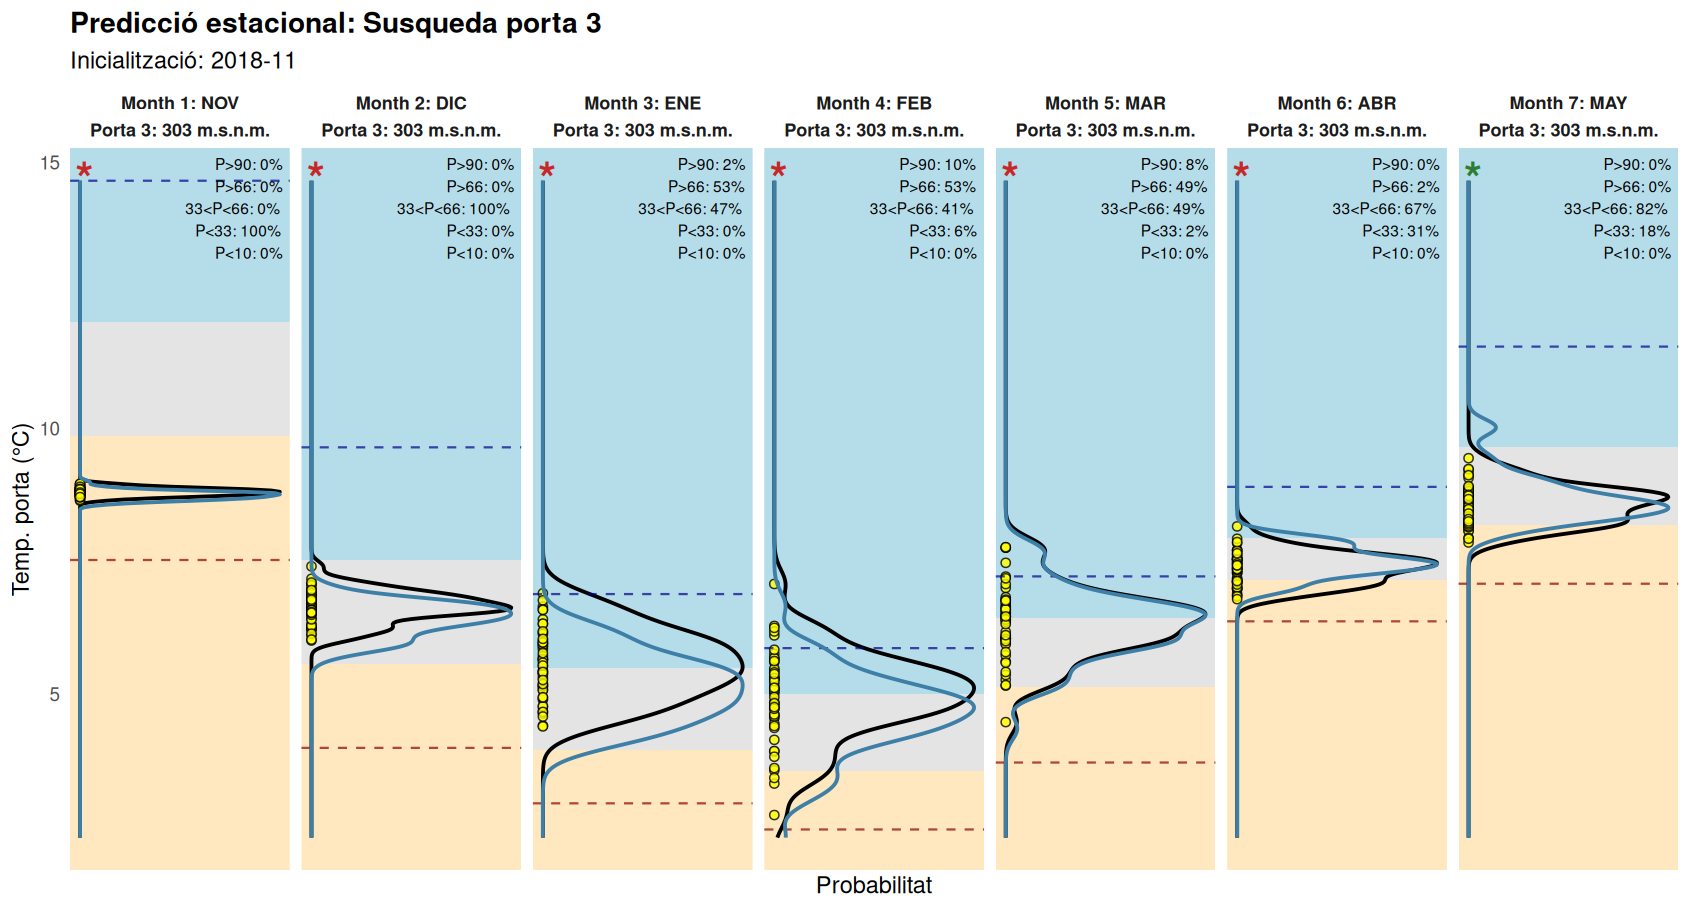 Predicció estacional: Susqueda porta 3
Inicialització: 2018-11
Month 1: NOV
Porta 3: 303 m.s.n.m.
Month 2: DIC
Porta 3: 303 m.s.n.m.
Month 3: ENE
Porta 3: 303 m.s.n.m.
Month 4: FEB
Porta 3: 303 m.s.n.m.
Month 5: MAR
Porta 3: 303 m.s.n.m.
Month 6: ABR
Porta 3: 303 m.s.n.m.
Month 7: MAY
Porta 3: 303 m.s.n.m.
*
P>90: 0%
P>66: 0%
33<P<66: 0%
P<33: 100%
P<10: 0%
*
P>90: 0%
P>66: 0%
33<P<66: 100%
P<33: 0%
P<10: 0%
*
P>90: 2%
P>66: 53%
33<P<66: 47%
P<33: 0%
P<10: 0%
*
P>90: 10%
P>66: 53%
33<P<66: 41%
P<33: 6%
P<10: 0%
*
P>90: 8%
P>66: 49%
33<P<66: 49%
P<33: 2%
P<10: 0%
*
P>90: 0%
P>66: 2%
33<P<66: 67%
P<33: 31%
P<10: 0%
*
P>90: 0%
P>66: 0%
33<P<66: 82%
P<33: 18%
P<10: 0%
15
10
5
Temp. porta (°C)
Probabilitat